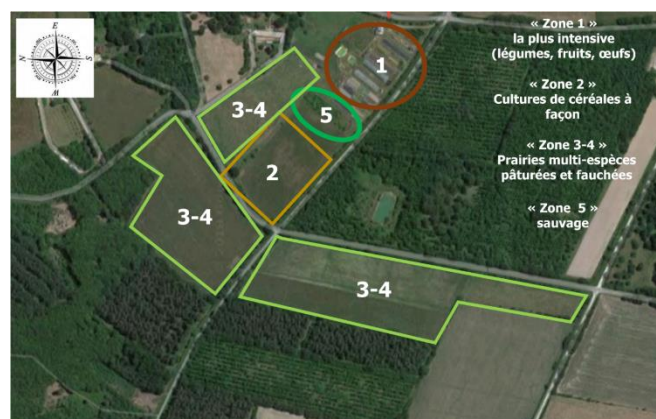 E
N
S
M
« Zone 1 »
la plus intensive
(légumes, fruits, œufs)
« Zone 2 »
Cultures de céréales à
façon
« Zone 3-4 »
Prairies multi-espèces
pâturées et fauchées
« Zone 5 »
sauvage
1
3-4
5
2
3-4
3-4